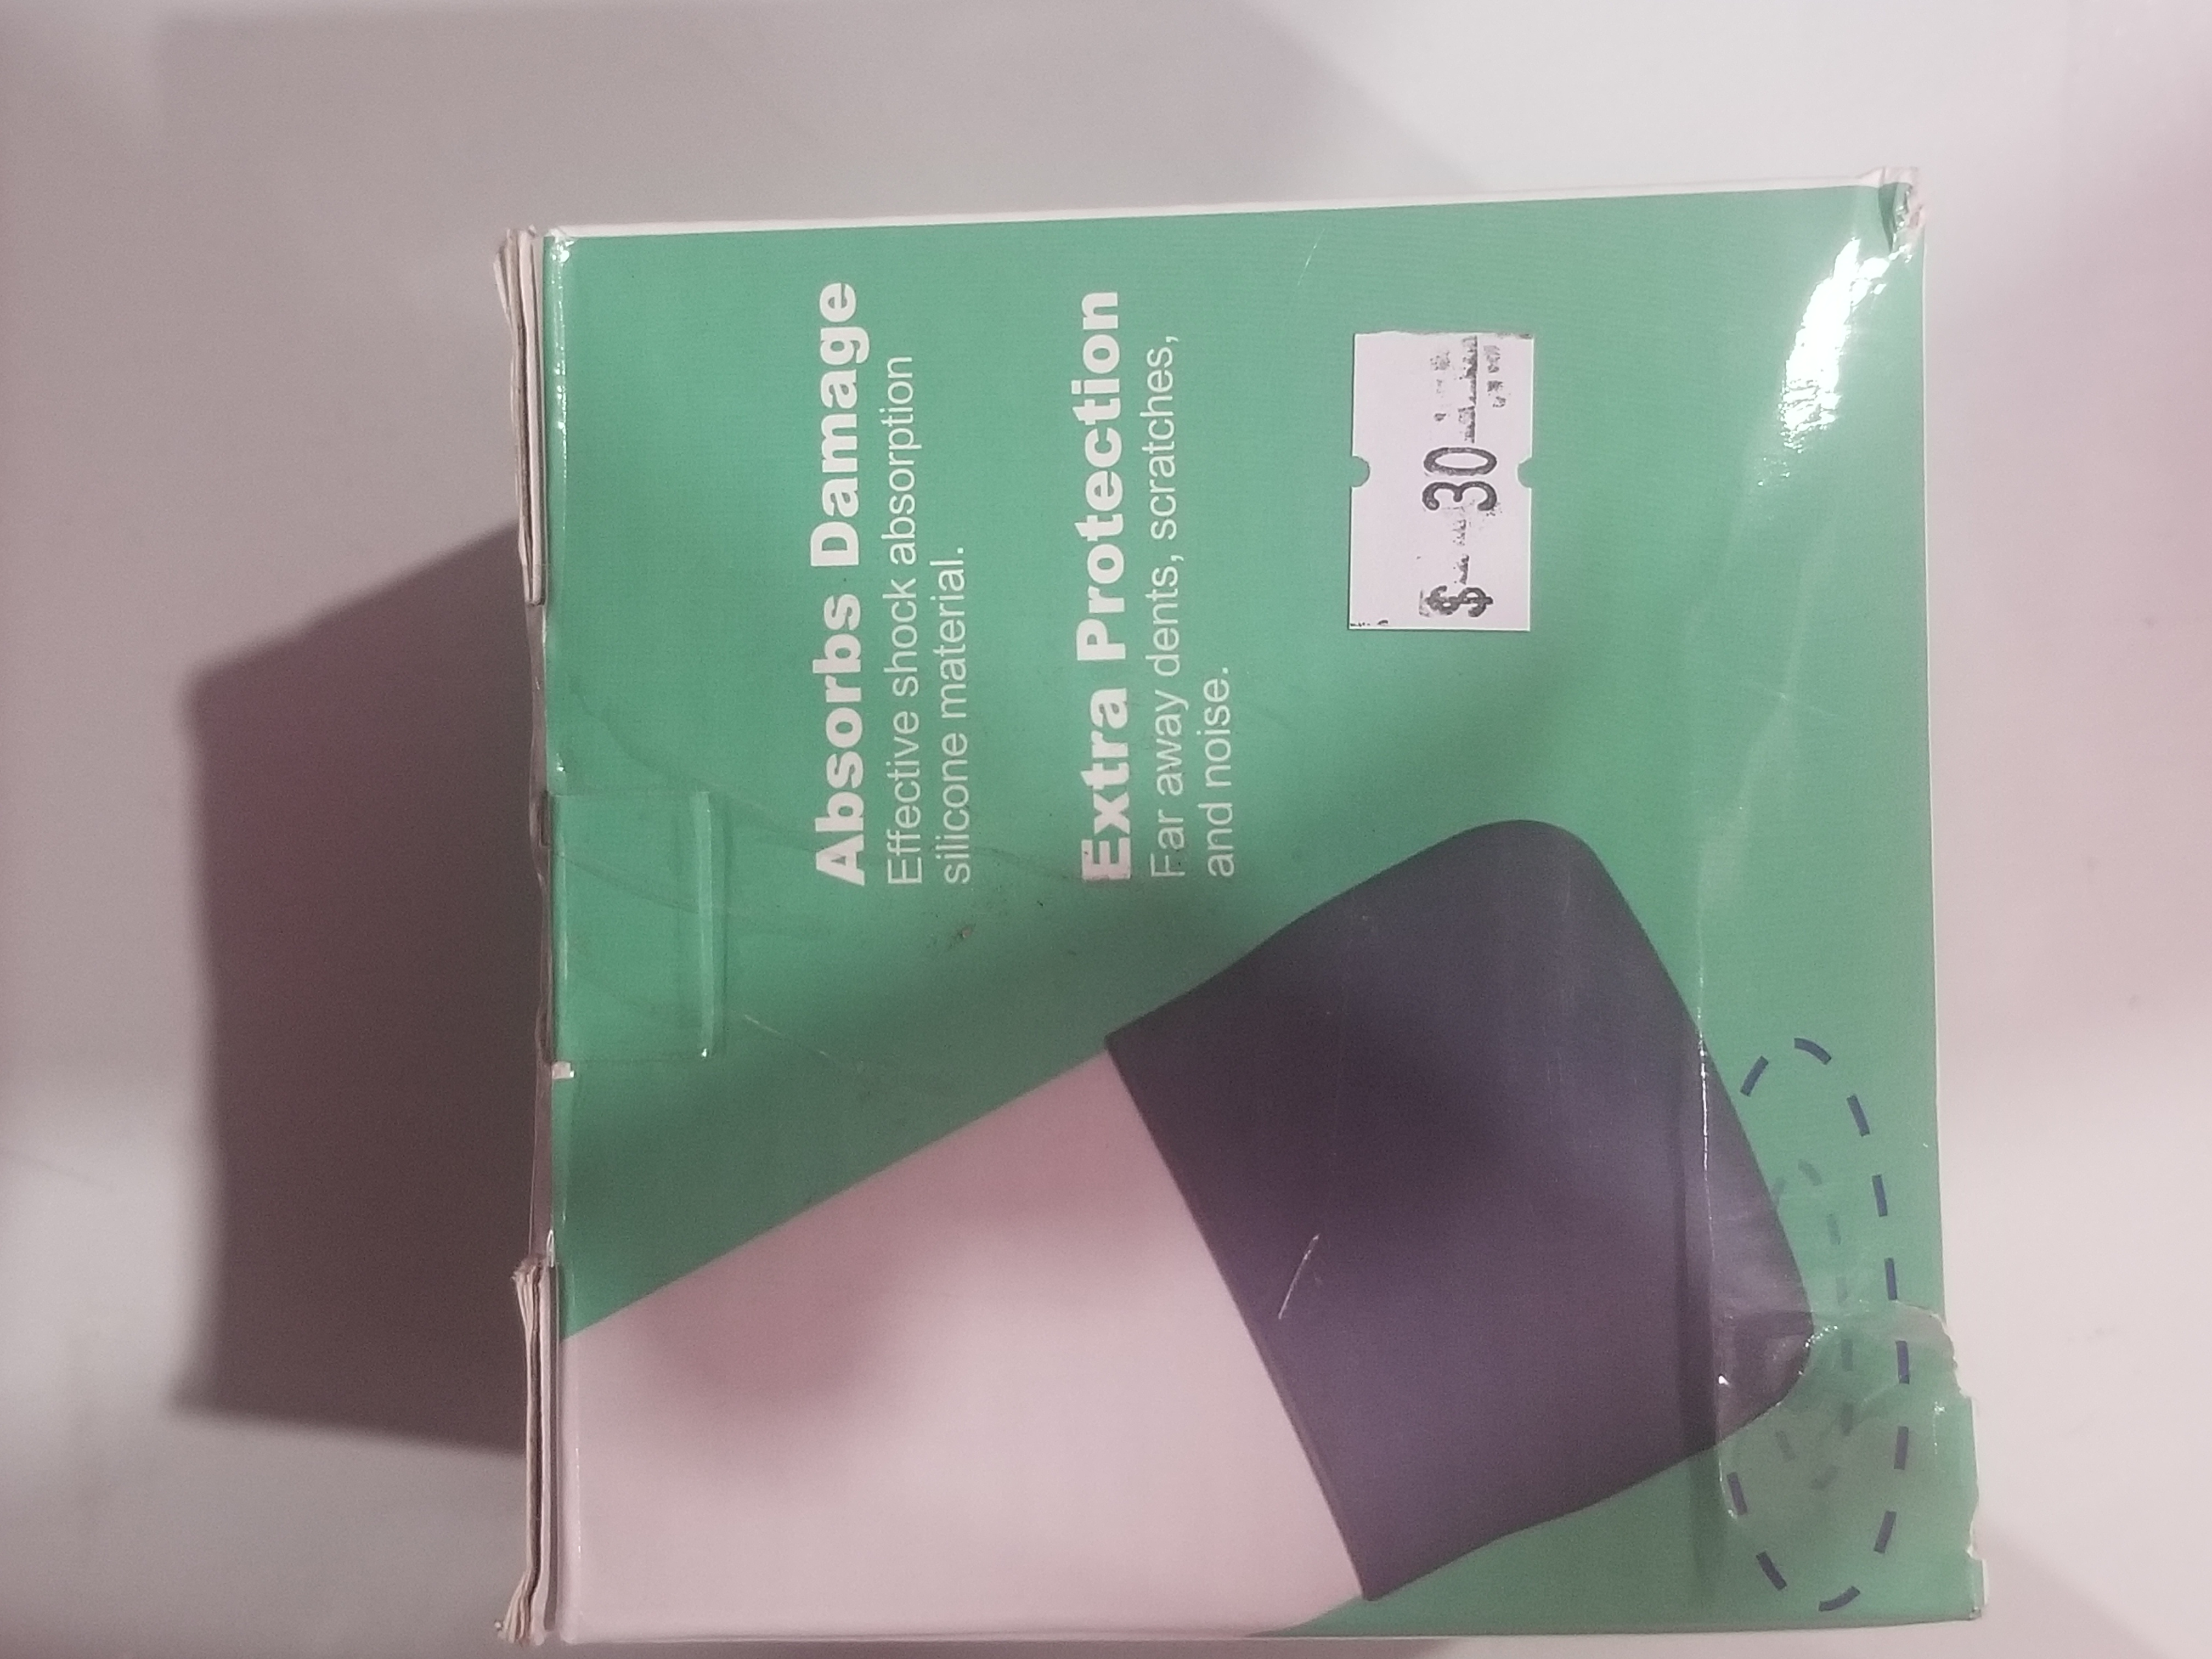 Absorbs Damage
Effective shock absorption
silicone material.
Extra Protection
Far away dents, scratches,
and noise.
$ 30